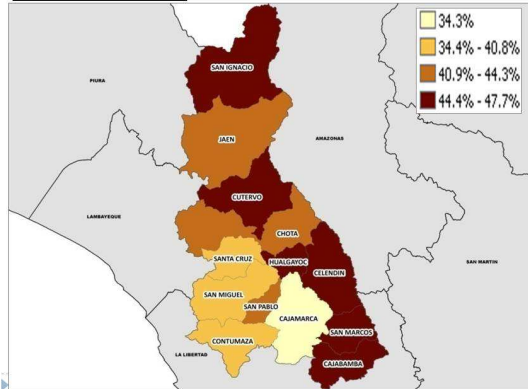 34.3%
34.4% - 40.8%
40.9% - 44.3%
44.4% - 47.7%
SAN IGNACIO
PIURA
JAEN
AMAZONAS
CUTERVO
LAMBAYEQUE
CHOTA
SANTA CRUZ
HUALGAYOC
SAN MARTIN
CELENDIN
SAN MIGUEL
SAN PABLO
CAJAMARCA
SAN MARCOS
CONTUMAZA
LA LIBERTAD
CAJABAMBA